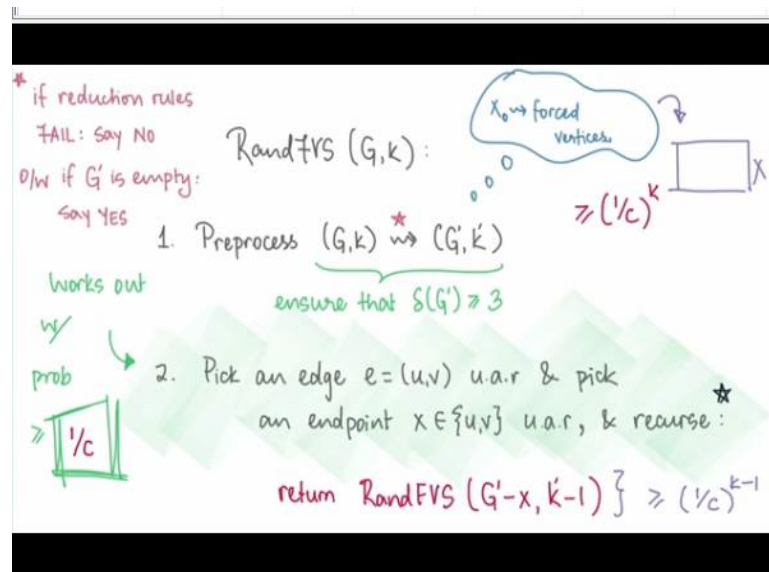 * if reduction rules
FAIL: Say NO
O/W if G' is empty:
Say YES
RandFVS (G,k):
X₀ ↝ forced
vertices
X
⩾ (1/c)^k
1. Preprocess (G,k) ↝* (G',k')
ensure that δ(G') ⩾ 3
Works out
w/
prob
⩾ 1/c
2. Pick an edge e=(u,v) u.a.r & pick
an endpoint x ∈ {u,v} u.a.r, & recurse: ☆
return RandFVS (G'-x, k'-1) } ⩾ (1/c)^k-1